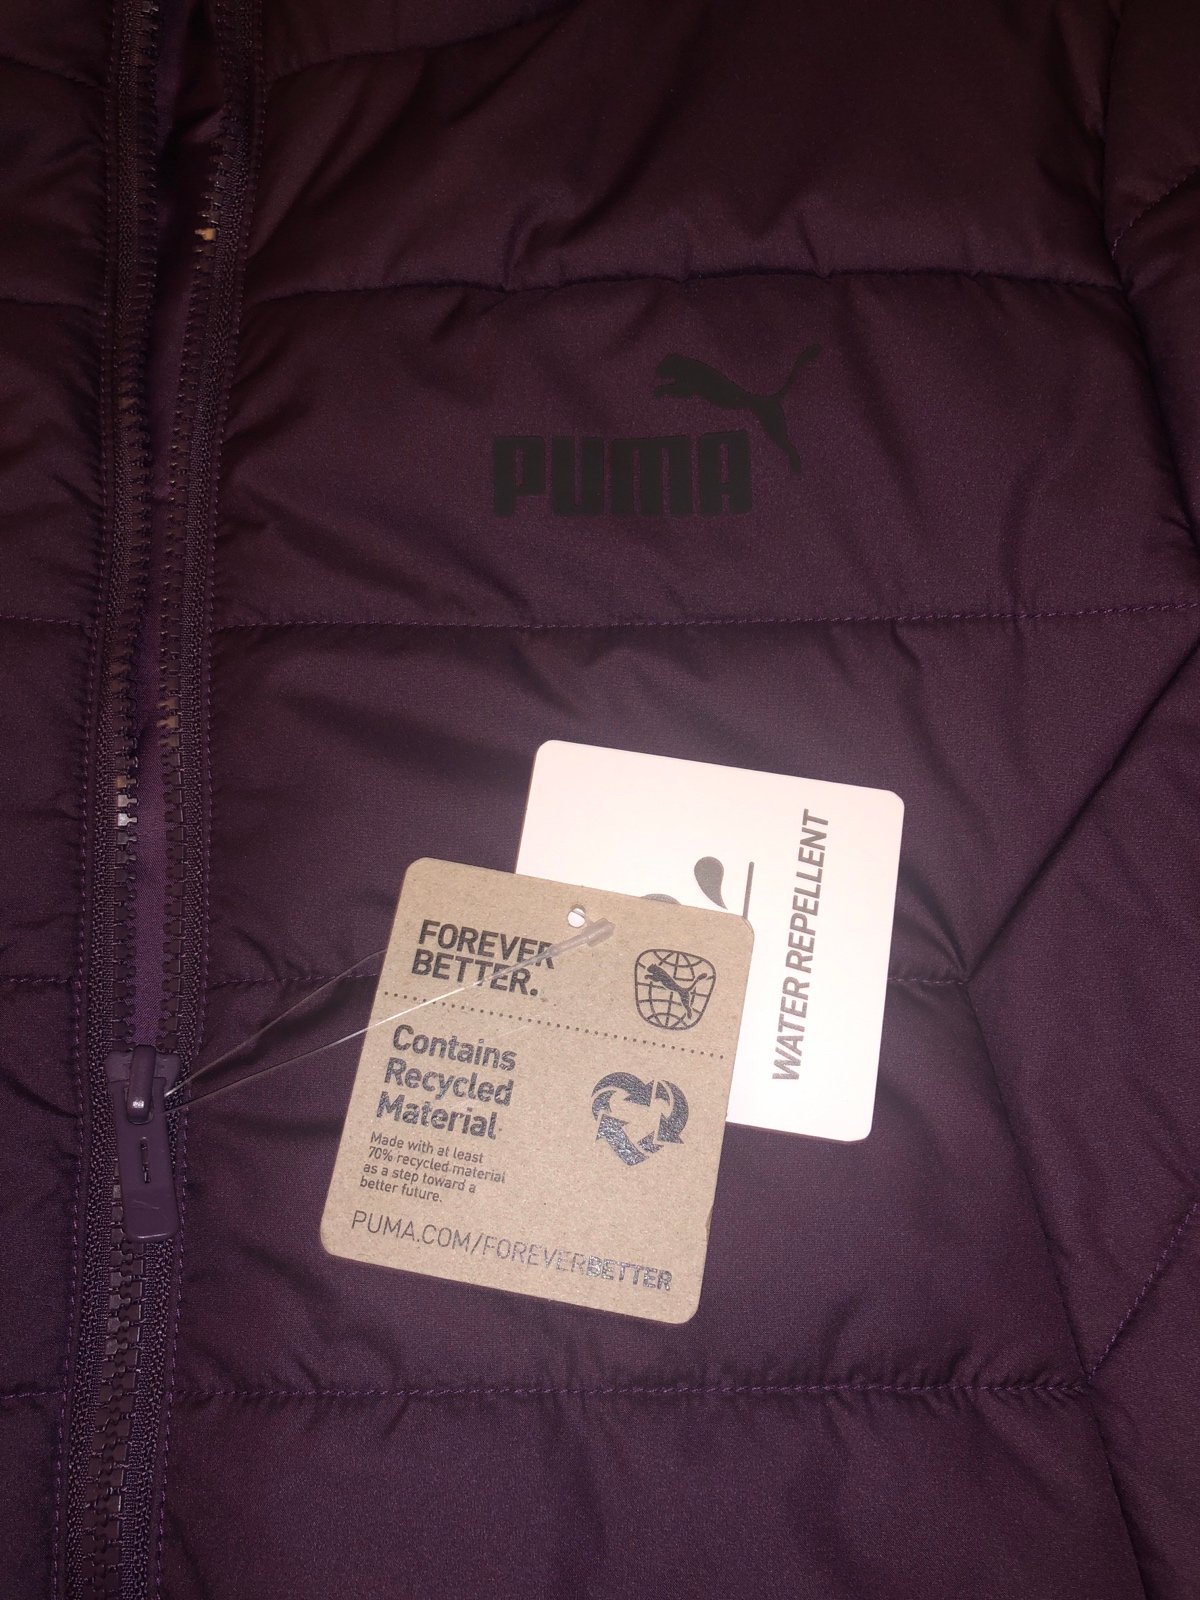 PUMA
WATER REPELLENT
FOREVER
BETTER.
Contains
Recycled
Material
Made with at least
70% recycled material
as a step toward a
better future.
PUMA.COM/FOREVERBETTER